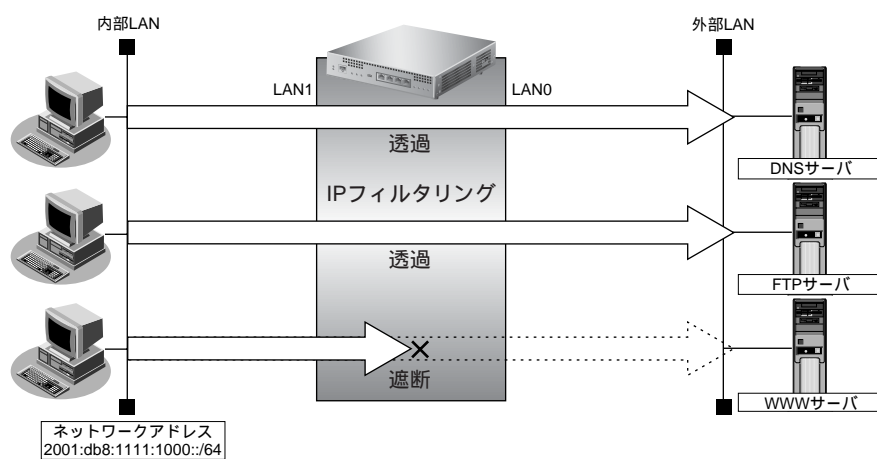 内部LAN
外部LAN
LAN1
LAN0
透過
DNSサーバ
IPフィルタリング
透過
FTPサーバ
遮断
WWWサーバ
ネットワークアドレス
2001:db8:1111:1000::/64